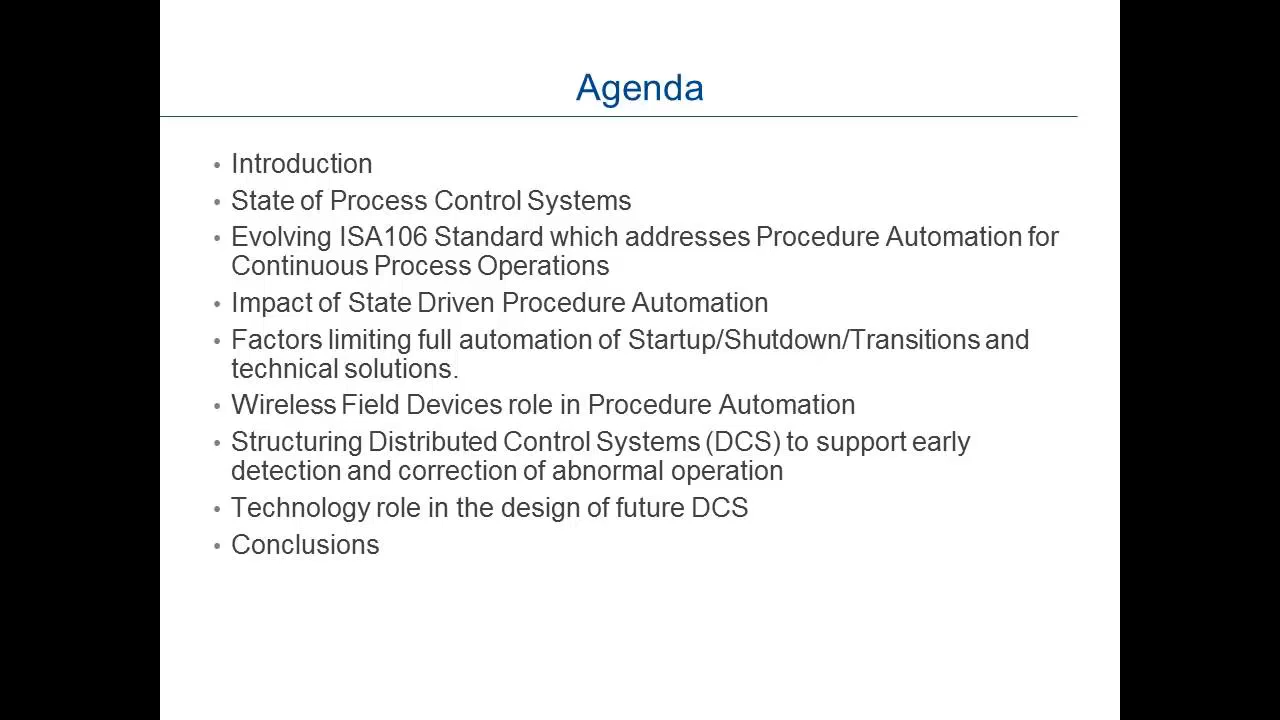 Agenda
• Introduction
• State of Process Control Systems
• Evolving ISA106 Standard which addresses Procedure Automation for
Continuous Process Operations
• Impact of State Driven Procedure Automation
• Factors limiting full automation of Startup/Shutdown/Transitions and
technical solutions.
• Wireless Field Devices role in Procedure Automation
• Structuring Distributed Control Systems (DCS) to support early
detection and correction of abnormal operation
• Technology role in the design of future DCS
• Conclusions